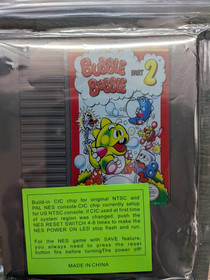 BUBBLE
BOBBLE
PART 2
Build-in CIC chip for original NTSC and
PAL NES console.CIC chip currently setup
for US NTSC console, if CIC used at first time
of system region was changed, push the
NES RESET SWITCH 4-8 times to make the
NES POWER ON LED stop flash and run.
For the NES game with SAVE feature,
you always need to press the reset
button fire before turningThe power off!
MADE IN CHINA